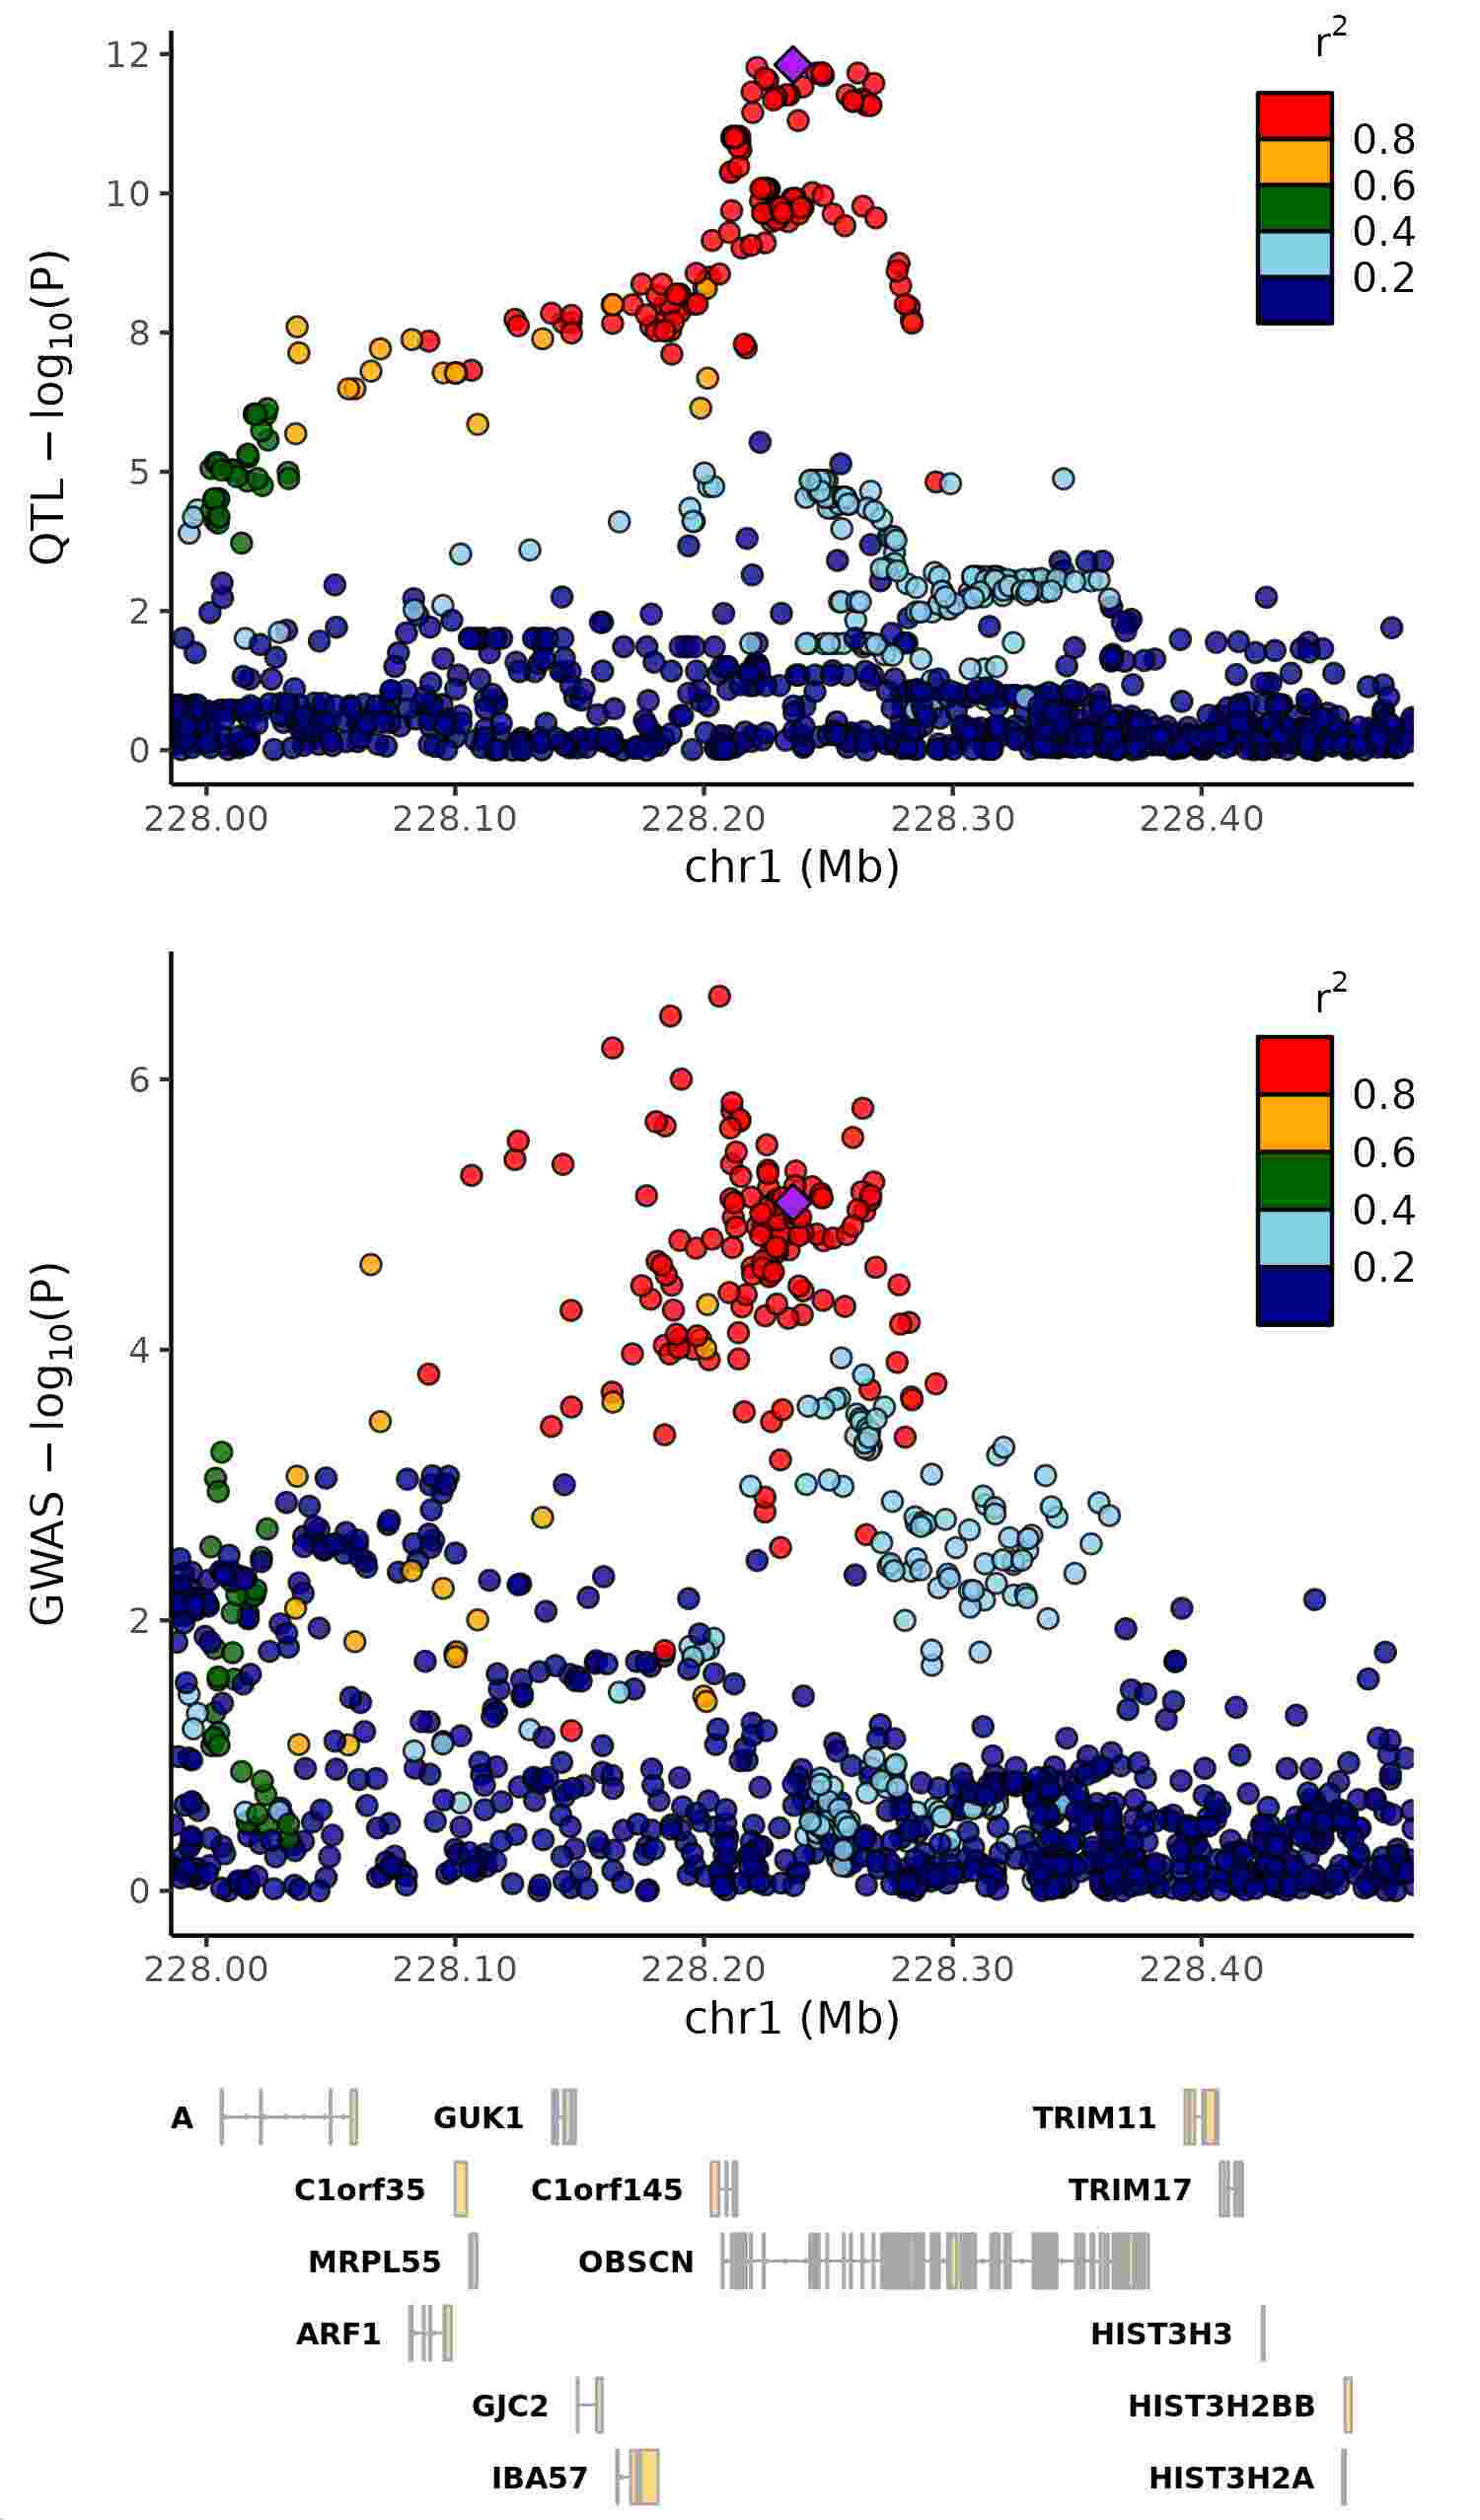 r2
12
10
8
5
2
0
0.8
0.6
0.4
0.2
QTL − log10(P)
228.00 228.10 228.20 228.30 228.40
chr1 (Mb)
r2
6
4
2
0
0.8
0.6
0.4
0.2
GWAS − log10(P)
228.00 228.10 228.20 228.30 228.40
chr1 (Mb)
A GUK1 TRIM11
C1orf35 C1orf145 TRIM17
MRPL55 OBSCN
ARF1 HIST3H3
GJC2 HIST3H2BB
IBA57 HIST3H2A